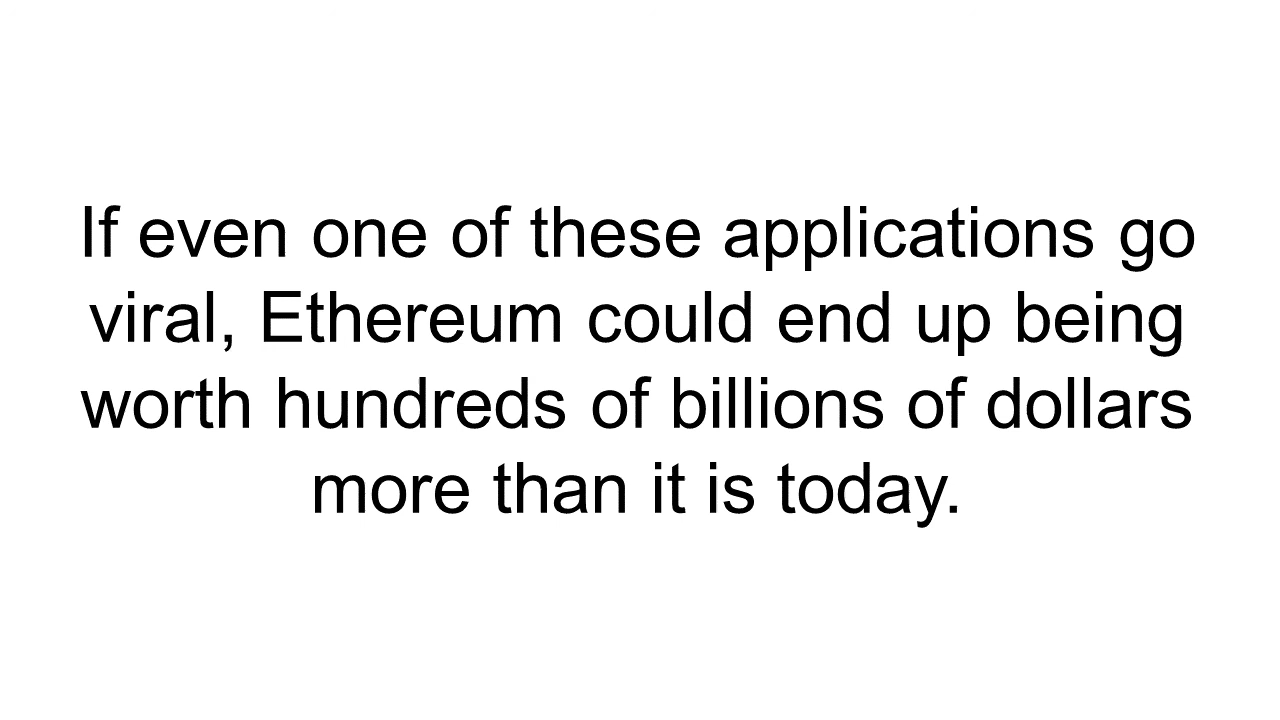 If even one of these applications go
viral, Ethereum could end up being
worth hundreds of billions of dollars
more than it is today.